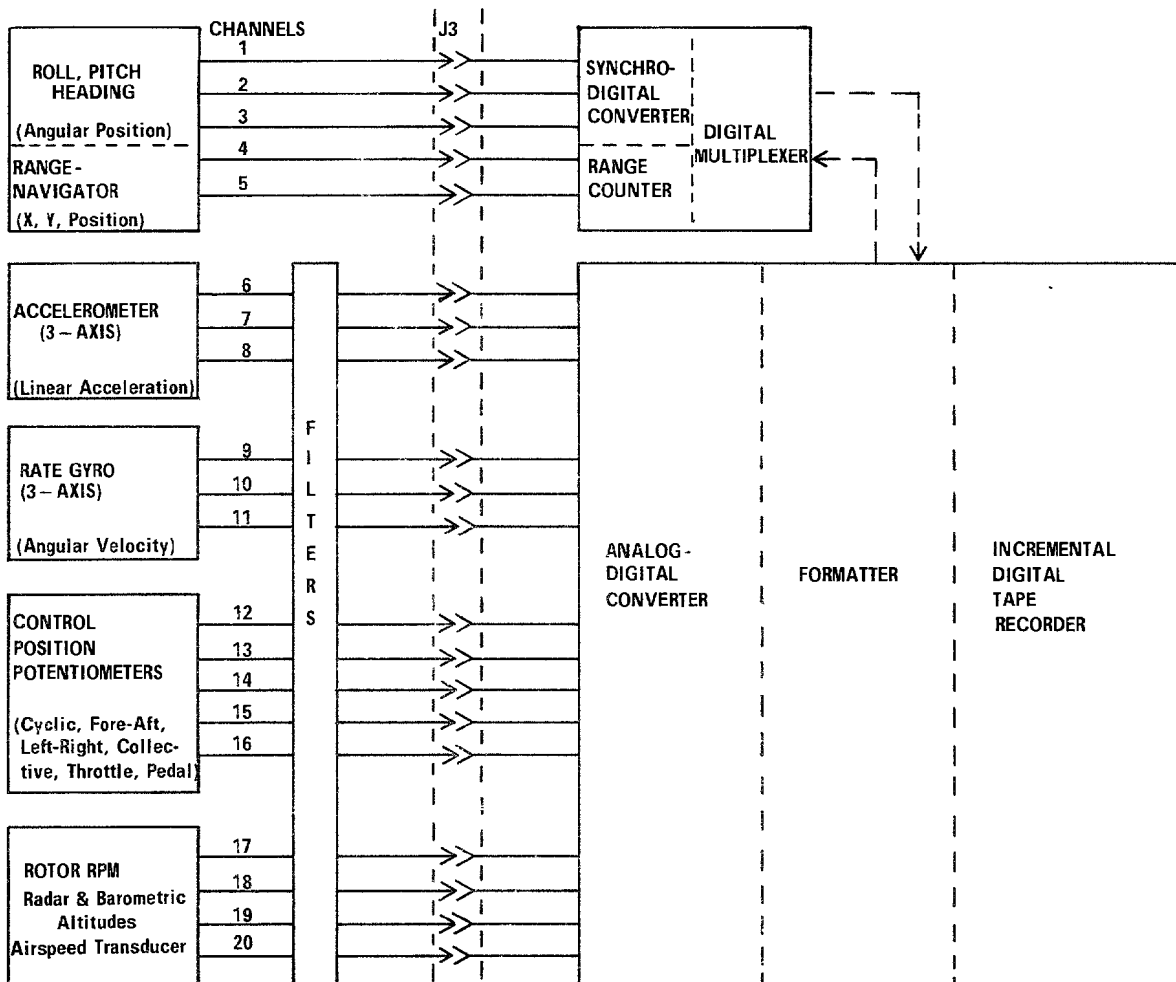 CHANNELS
J3
ROLL, PITCH
HEADING
(Angular Position)
RANGE-
NAVIGATOR
(X, Y, Position)
1
2
3
4
5
SYNCHRO-
DIGITAL
CONVERTER
RANGE
COUNTER
DIGITAL
MULTIPLEXER
ACCELEROMETER
(3-AXIS)
(Linear Acceleration)
6
7
8
RATE GYRO
(3-AXIS)
(Angular Velocity)
9
10
11
CONTROL
POSITION
POTENTIOMETERS
(Cyclic, Fore-Aft,
Left-Right, Collec-
tive, Throttle, Pedal)
12
13
14
15
16
ROTOR RPM
Radar & Barometric
Altitudes
Airspeed Transducer
17
18
19
20
F
I
L
T
E
R
S
ANALOG-
DIGITAL
CONVERTER
FORMATTER
INCREMENTAL
DIGITAL
TAPE
RECORDER